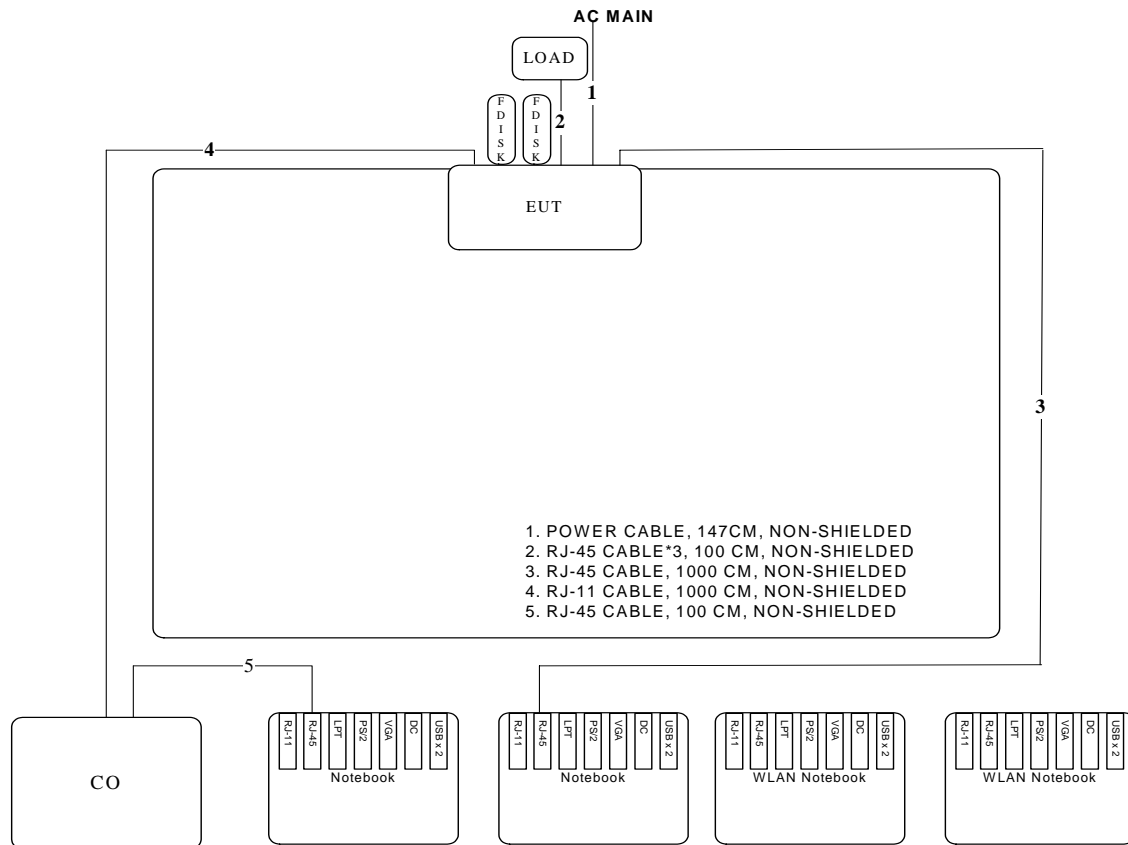 AC MAIN
LOAD
1
FDISK
FDISK
2
4
EUT
3
1. POWER CABLE, 147CM, NON-SHIELDED
2. RJ-45 CABLE*3, 100 CM, NON-SHIELDED
3. RJ-45 CABLE, 1000 CM, NON-SHIELDED
4. RJ-11 CABLE, 1000 CM, NON-SHIELDED
5. RJ-45 CABLE, 100 CM, NON-SHIELDED
5
CO
RJ-11
RJ-45
LPT
PS/2
VGA
DC
USB x 2
Notebook
RJ-11
RJ-45
LPT
PS/2
VGA
DC
USB x 2
Notebook
RJ-11
RJ-45
LPT
PS/2
VGA
DC
USB x 2
WLAN Notebook
RJ-11
RJ-45
LPT
PS/2
VGA
DC
USB x 2
WLAN Notebook